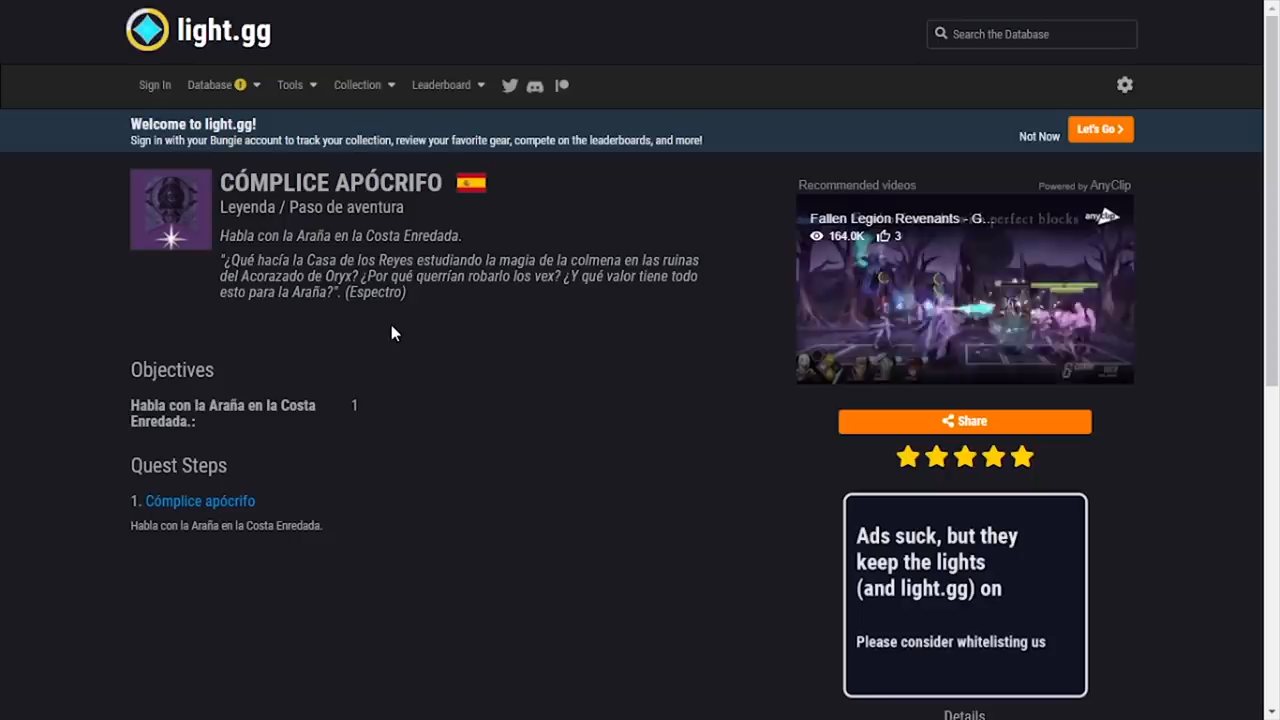 light.gg
Search the Database
Sign In
Database
Tools
Collection
Leaderboard
Welcome to light.gg!
Sign in with your Bungie account to track your collection, review your favorite gear, compete on the leaderboards, and more!
Not Now
Let's Go
CÓMPLICE APÓCRIFO
Leyenda / Paso de aventura
Habla con la Araña en la Costa Enredada.
"¿Qué hacía la Casa de los Reyes estudiando la magia de la colmena en las ruinas
del Acorazado de Oryx? ¿Por qué querrían robarlo los vex? ¿Y qué valor tiene todo
esto para la Araña?". (Espectro)
Recommended videos
Powered by AnyClip
Fallen Legion Revenants - G...
perfect blocks
anyclip
164.0K
3
Objectives
Habla con la Araña en la Costa
Enredada.:
1
Quest Steps
1. Cómplice apócrifo
Habla con la Araña en la Costa Enredada.
Share
Ads suck, but they
keep the lights
(and light.gg) on
Please consider whitelisting us
Details